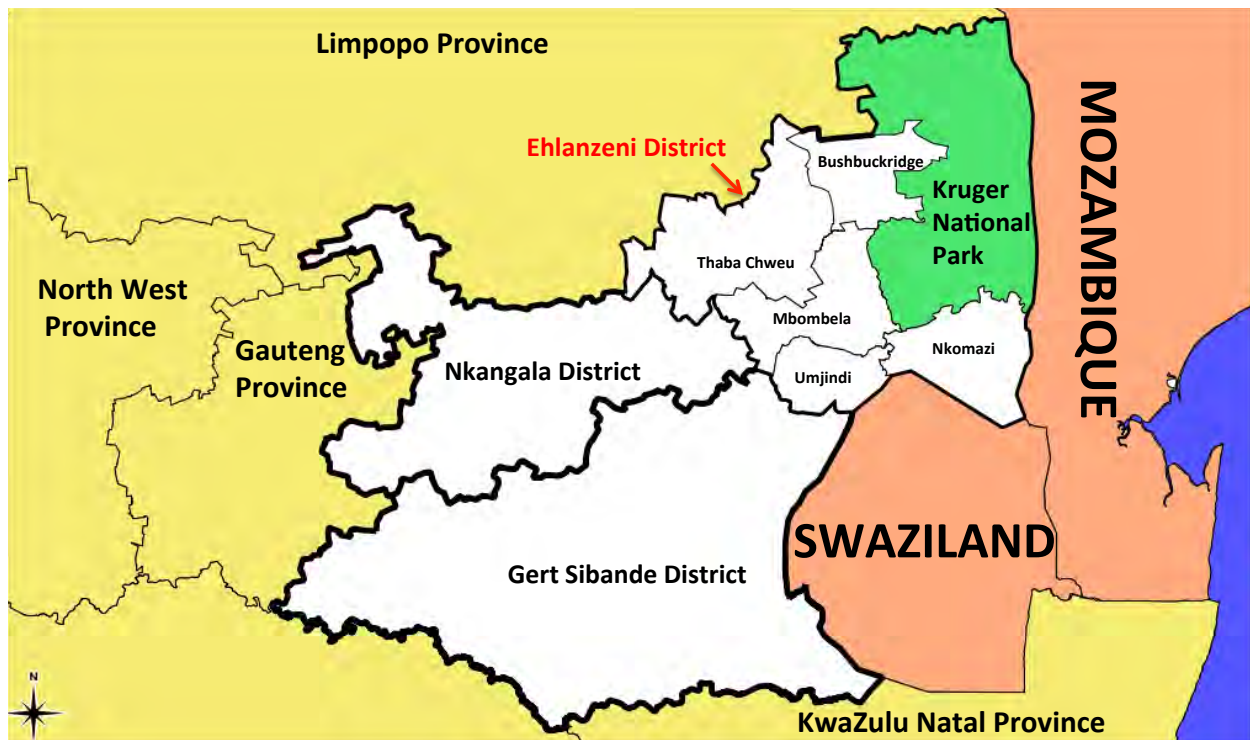 Limpopo Province
MOZAMBIQUE
Ehlanzeni District
Bushbuckridge
Kruger
National
Park
Thaba Chweu
North West
Province
Mbombela
Gauteng
Province
Nkomazi
Nkangala District
Umjindi
SWAZILAND
Gert Sibande District
N
KwaZulu Natal Province